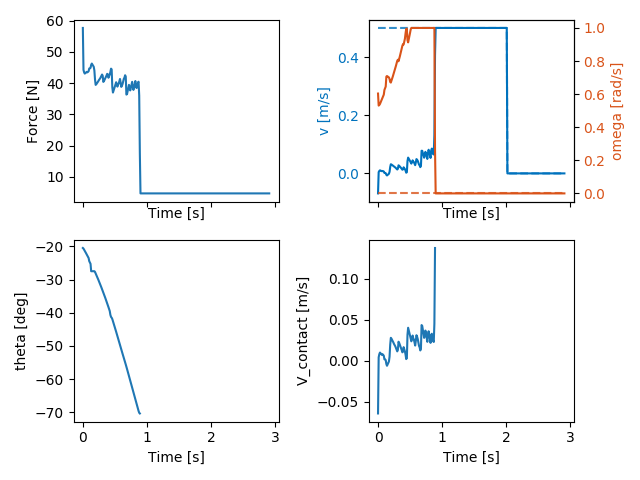 60
50
40
30
20
10
Force [N]
Time [s]
0.4
0.2
0.0
v [m/s]
1.0
0.8
0.6
0.4
0.2
0.0
omega [rad/s]
Time [s]
−20
−30
−40
−50
−60
−70
theta [deg]
0 1 2 3
Time [s]
0.10
0.05
0.00
−0.05
V_contact [m/s]
0 1 2 3
Time [s]